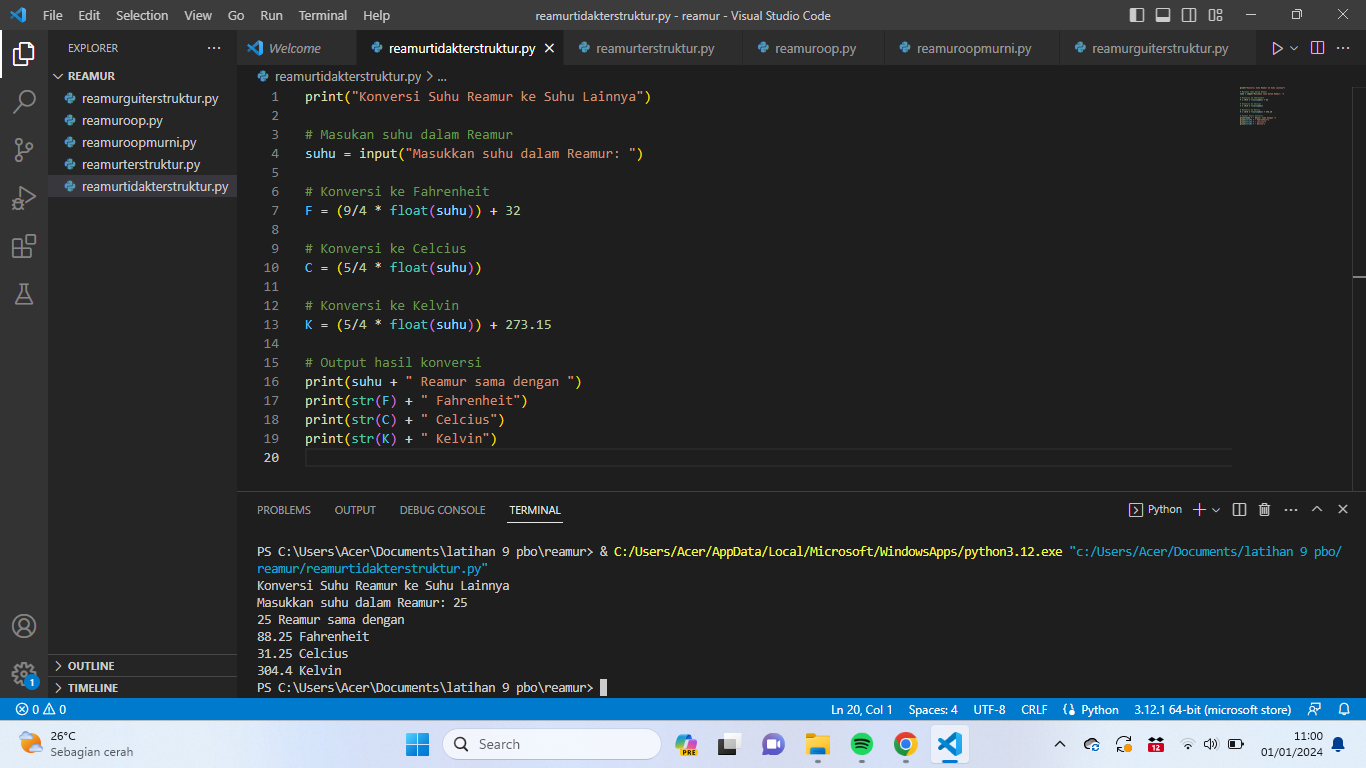 File Edit Selection View Go Run Terminal Help
reamurtidakterstruktur.py - reamur - Visual Studio Code
EXPLORER
REAMUR
reamurguiterstruktur.py
reamuroop.py
reamuroopmurni.py
reamurterstruktur.py
reamurtidakterstruktur.py
OUTLINE
TIMELINE
1
Welcome reamurtidakterstruktur.py reamurterstruktur.py reamuroop.py reamuroopmurni.py reamurguiterstruktur.py
reamurtidakterstruktur.py > ...
1 print("Konversi Suhu Reamur ke Suhu Lainnya")
2
3 # Masukan suhu dalam Reamur
4 suhu = input("Masukkan suhu dalam Reamur: ")
5
6 # Konversi ke Fahrenheit
7 F = (9/4 * float(suhu)) + 32
8
9 # Konversi ke Celcius
10 C = (5/4 * float(suhu))
11
12 # Konversi ke Kelvin
13 K = (5/4 * float(suhu)) + 273.15
14
15 # Output hasil konversi
16 print(suhu + " Reamur sama dengan ")
17 print(str(F) + " Fahrenheit")
18 print(str(C) + " Celcius")
19 print(str(K) + " Kelvin")
20
PROBLEMS OUTPUT DEBUG CONSOLE TERMINAL
Python
PS C:\Users\Acer\Documents\latihan 9 pbo\reamur> & C:/Users/Acer/AppData/Local/Microsoft/WindowsApps/python3.12.exe "c:/Users/Acer/Documents/latihan 9 pbo/
reamur/reamurtidakterstruktur.py"
Konversi Suhu Reamur ke Suhu Lainnya
Masukkan suhu dalam Reamur: 25
25 Reamur sama dengan
88.25 Fahrenheit
31.25 Celcius
304.4 Kelvin
PS C:\Users\Acer\Documents\latihan 9 pbo\reamur>
0 0
Ln 20, Col 1 Spaces: 4 UTF-8 CRLF Python 3.12.1 64-bit (microsoft store)
26°C
Sebagian cerah
Search
PRE
12
11:00
01/01/2024